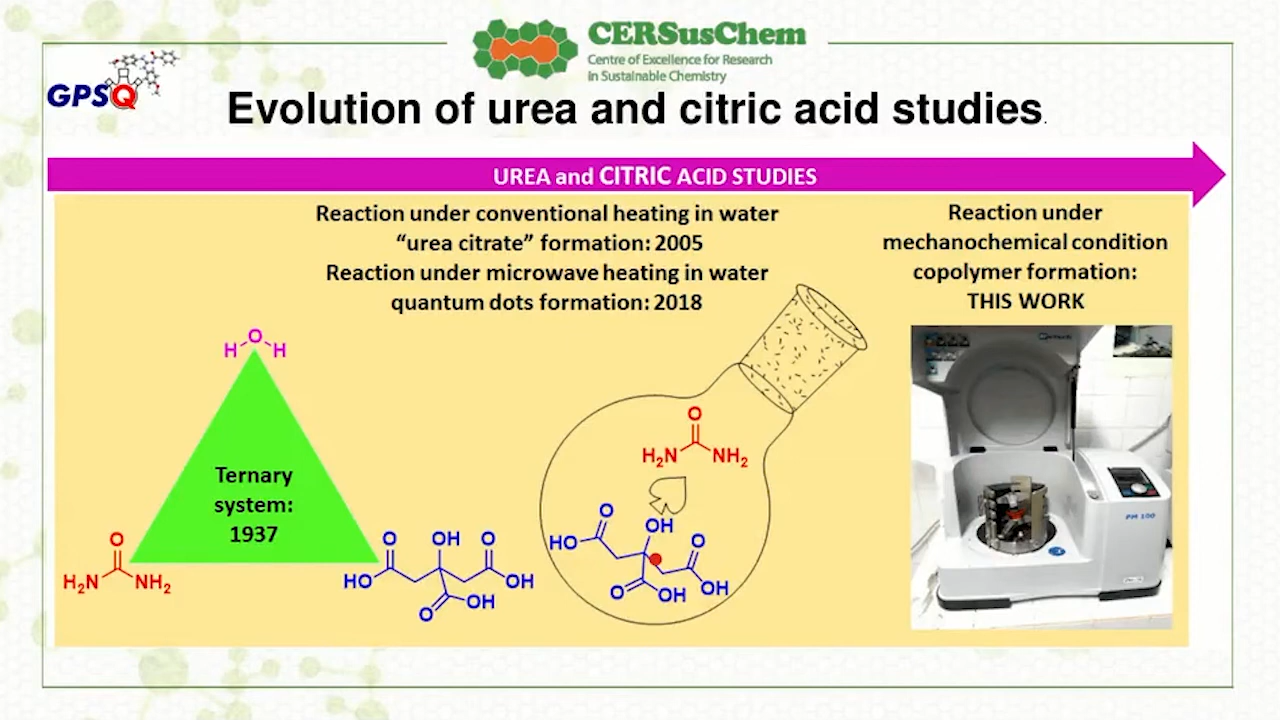 CERSusChem
Centre of Excellence for Research
in Sustainable Chemistry
GPSQ
Evolution of urea and citric acid studies.
UREA and CITRIC ACID STUDIES
Reaction under conventional heating in water
“urea citrate” formation: 2005
Reaction under microwave heating in water
quantum dots formation: 2018
Reaction under
mechanochemical condition
copolymer formation:
THIS WORK
O
H H
Ternary
system:
1937
O
H₂N NH₂
O OH O
HO OH
O OH
O
H₂N NH₂
O OH O
HO
O OH OH
PM 100